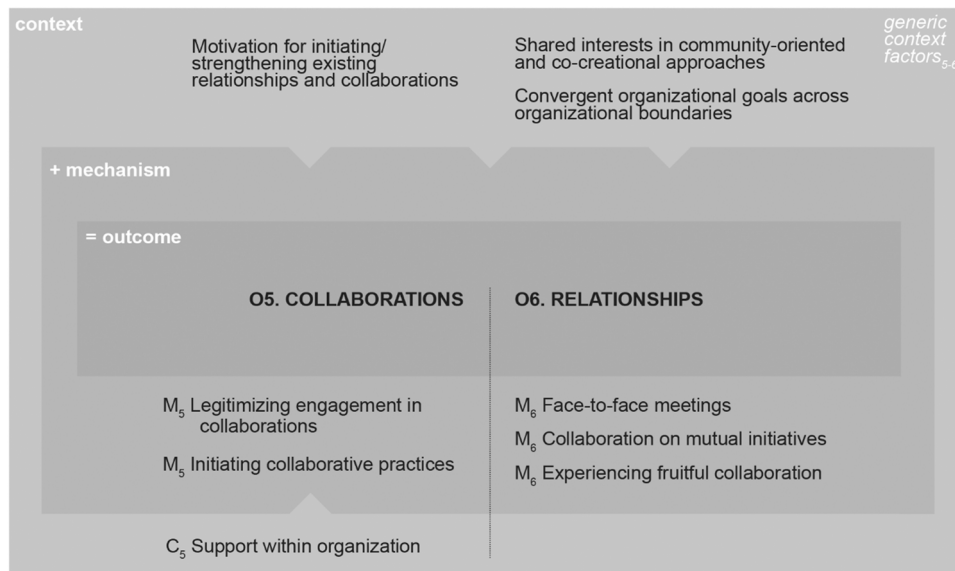 context
generic
context
factors5-6
Motivation for initiating/
strengthening existing
relationships and collaborations
Shared interests in community-oriented
and co-creational approaches
Convergent organizational goals across
organizational boundaries
+ mechanism
= outcome
O5. COLLABORATIONS
O6. RELATIONSHIPS
M5 Legitimizing engagement in
collaborations
M5 Initiating collaborative practices
M6 Face-to-face meetings
M6 Collaboration on mutual initiatives
M6 Experiencing fruitful collaboration
C5 Support within organization